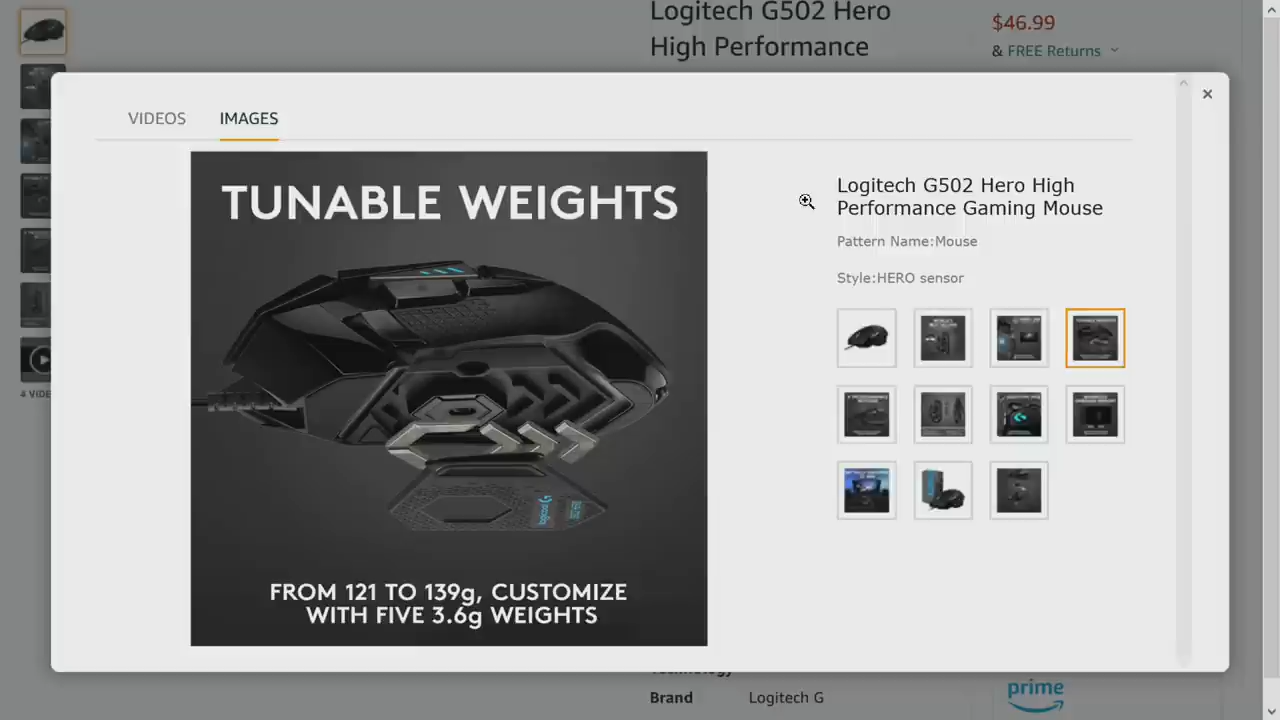 Logitech G502 Hero
High Performance
$46.99
& FREE Returns
VIDEOS
IMAGES
TUNABLE WEIGHTS
FROM 121 TO 139g, CUSTOMIZE
WITH FIVE 3.6g WEIGHTS
Logitech G502 Hero High
Performance Gaming Mouse
Pattern Name:Mouse
Style:HERO sensor
4 VIDE
Brand
Logitech G
prime